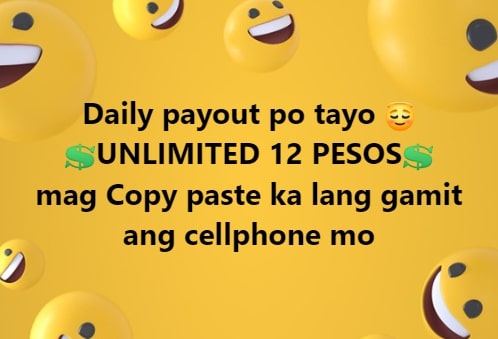 Daily payout po tayo 😇
💲UNLIMITED 12 PESOS💲
mag Copy paste ka lang gamit
ang cellphone mo